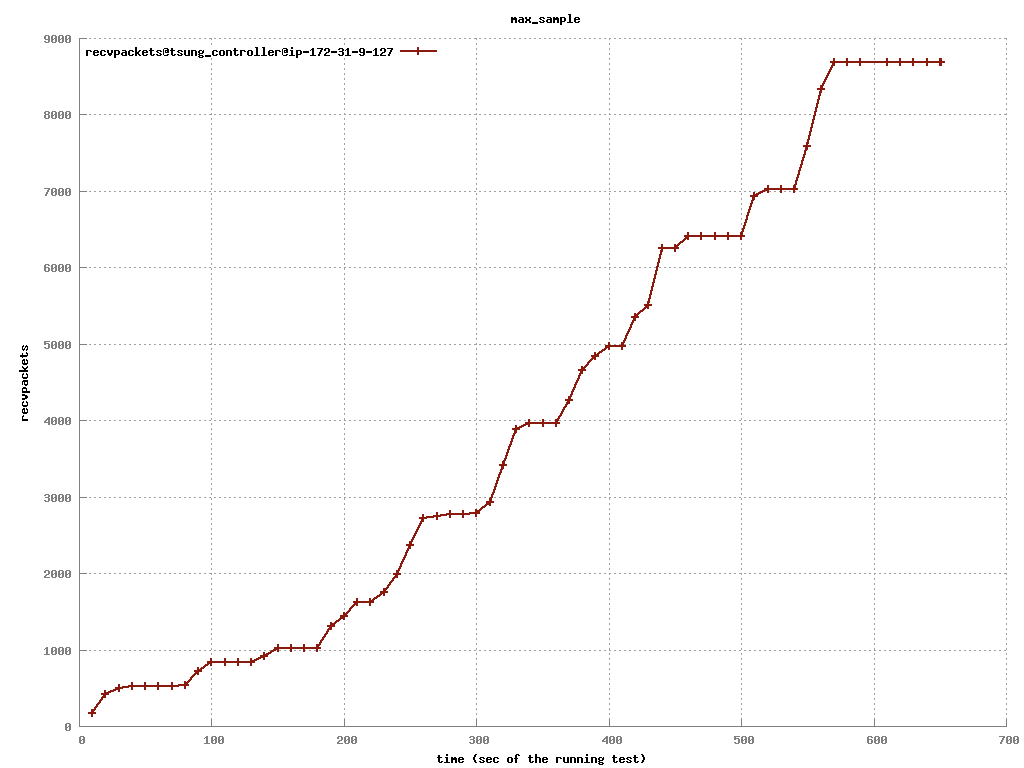 max_sample
9000
recvpackets@tsung_controller@ip-172-31-9-127
8000
7000
6000
5000
4000
3000
2000
1000
0
recvpackets
0 100 200 300 400 500 600 700
time (sec of the running test)